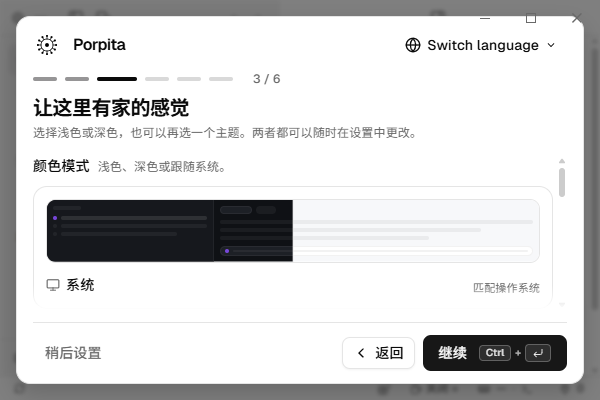 Porpita
Switch language
3 / 6
让这里有家的感觉
选择浅色或深色，也可以再选一个主题。两者都可以随时在设置中更改。
颜色模式 浅色、深色或跟随系统。
系统
匹配操作系统
稍后设置
返回
继续 Ctrl +